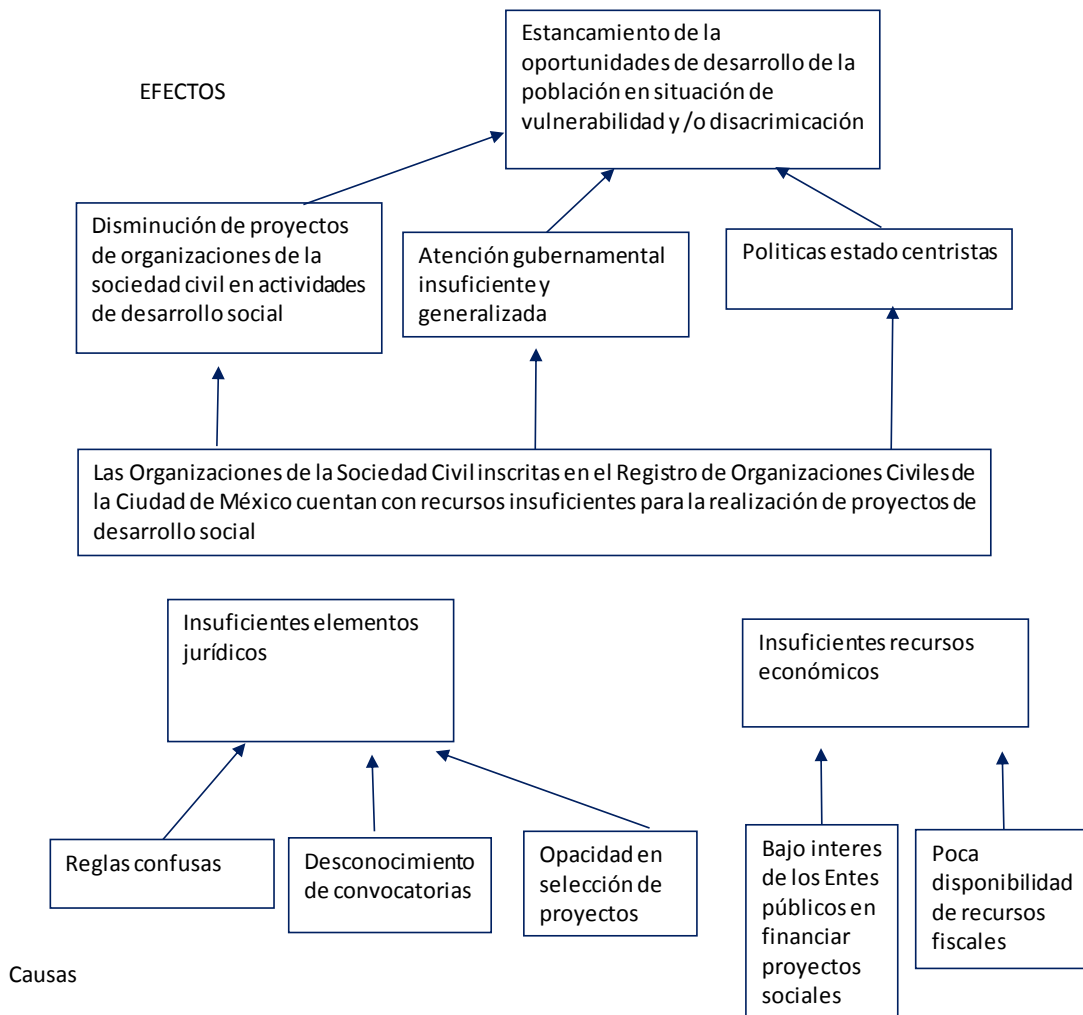 EFECTOS
Estancamiento de la
oportunidades de desarrollo de la
población en situación de
vulnerabilidad y /o disacrimicación
Disminución de proyectos
de organizaciones de la
sociedad civil en actividades
de desarrollo social
Atención gubernamental
insuficiente y
generalizada
Politicas estado centristas
Las Organizaciones de la Sociedad Civil inscritas en el Registro de Organizaciones Civiles de
la Ciudad de México cuentan con recursos insuficientes para la realización de proyectos de
desarrollo social
Insuficientes elementos
jurídicos
Insuficientes recursos
económicos
Reglas confusas
Desconocimiento
de convocatorias
Opacidad en
selección de
proyectos
Bajo interes
de los Entes
públicos en
financiar
proyectos
sociales
Poca
disponibilidad
de recursos
fiscales
Causas